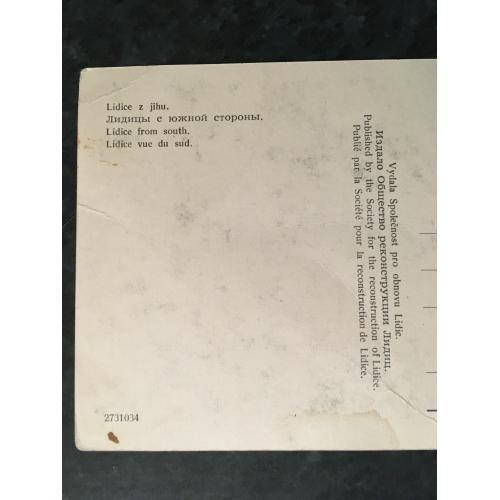 Lidice z jihu.
Лидицы с южной стороны.
Lidice from south.
Lidice vue du sud.
Vydala Společnost pro obnovu Lidic.
Издало Общество реконструкции Лидиц.
Published by the Society for the reconstruction of Lidice.
Publié par la Société pour la reconstruction de Lidice.
2731034